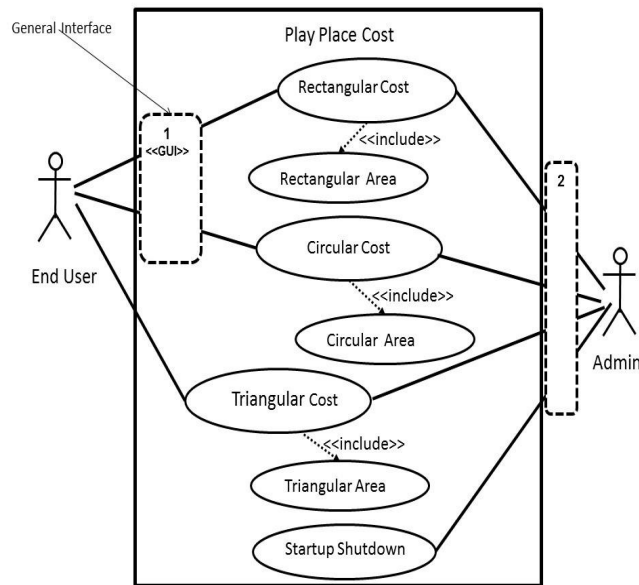 General Interface
Play Place Cost
Rectangular Cost
1
<<GUI>>
<<include>>
Rectangular Area
2
Circular Cost
End User
<<include>>
Circular Area
Admin
Triangular Cost
<<include>>
Triangular Area
Startup Shutdown